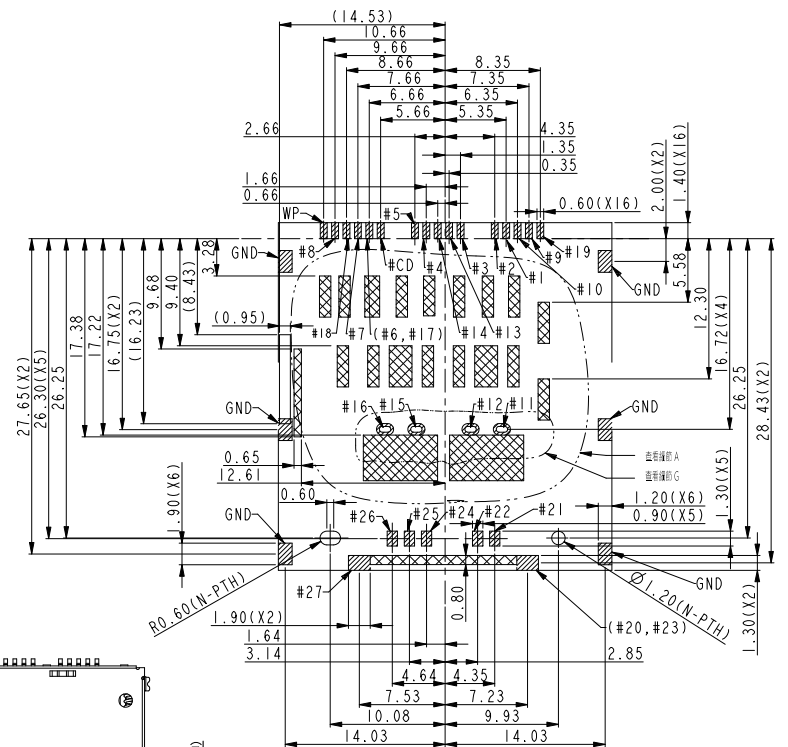 (14.53)
10.66
9.66
8.66 8.35
7.66 7.35
6.66 6.35
5.66 5.35
2.66 4.35
1.35
1.66 0.35
0.66 0.60(X16)
2.00(X2)
1.40(X16)
WP #5
GND #8 #CD #4 #3 #2 #1 #9 #19
#10 GND
#18 #7 (#6,#17) #14 #13
3.28
(8.43)
9.40
9.68
(0.95)
(16.23)
16.75(X2)
17.22
17.38
26.25
26.30(X5)
27.65(X2)
5.58
12.30
16.72(X4)
26.25
28.43(X2)
GND #16 #15 #12 #11 GND
查看細節 A
查看細節 G
0.65
12.61
0.60
1.90(X6)
1.20(X6)
0.90(X5)
1.30(X5)
GND #26 #25 #24 #22 #21
R0.60(N-PTH) #27 0.80 Ø1.20(N-PTH) GND
1.90(X2) (#20,#23) 1.30(X2)
1.64
3.14 2.85
4.64 4.35
7.53 7.23
10.08 9.93
14.03 14.03